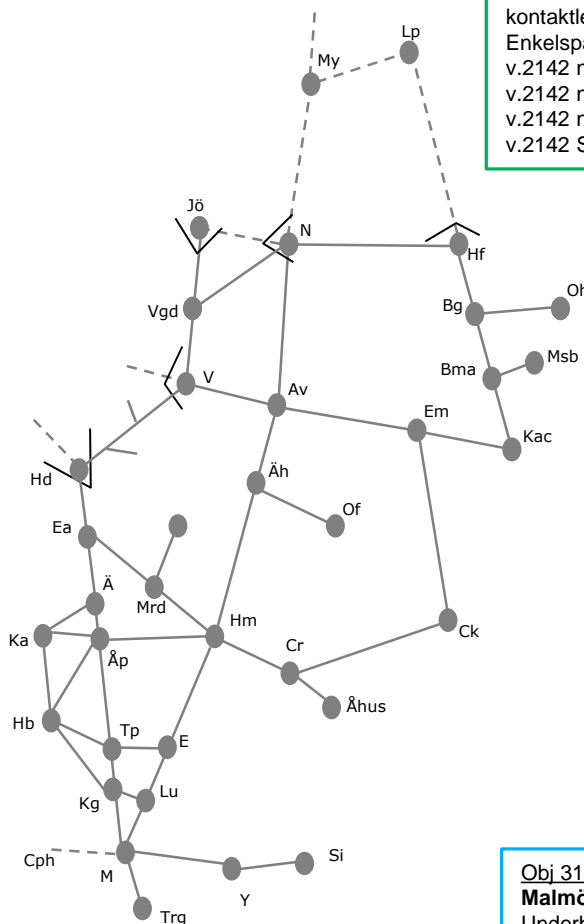 kontaktle
Enkelspå
v.2142 n
v.2142 n
v.2142 n
v.2142 S
Lp
My
Jö
N
Hf
Vgd
Bg
Oh
Msb
Bma
V
Av
Em
Kac
Hd
Äh
Of
Ea
Ä
Mrd
Hm
Ka
Åp
Cr
Ck
Åhus
Hb
Tp
E
Kg
Lu
Cph
M
Si
Y
Trg
Obj 31
Malmö
Underh